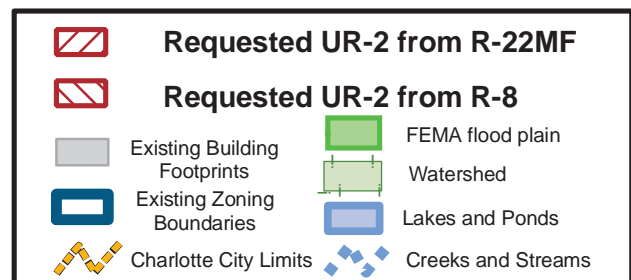 Requested UR-2 from R-22MF
Requested UR-2 from R-8
Existing Building
Footprints
Existing Zoning
Boundaries
Charlotte City Limits
FEMA flood plain
Watershed
Lakes and Ponds
Creeks and Streams